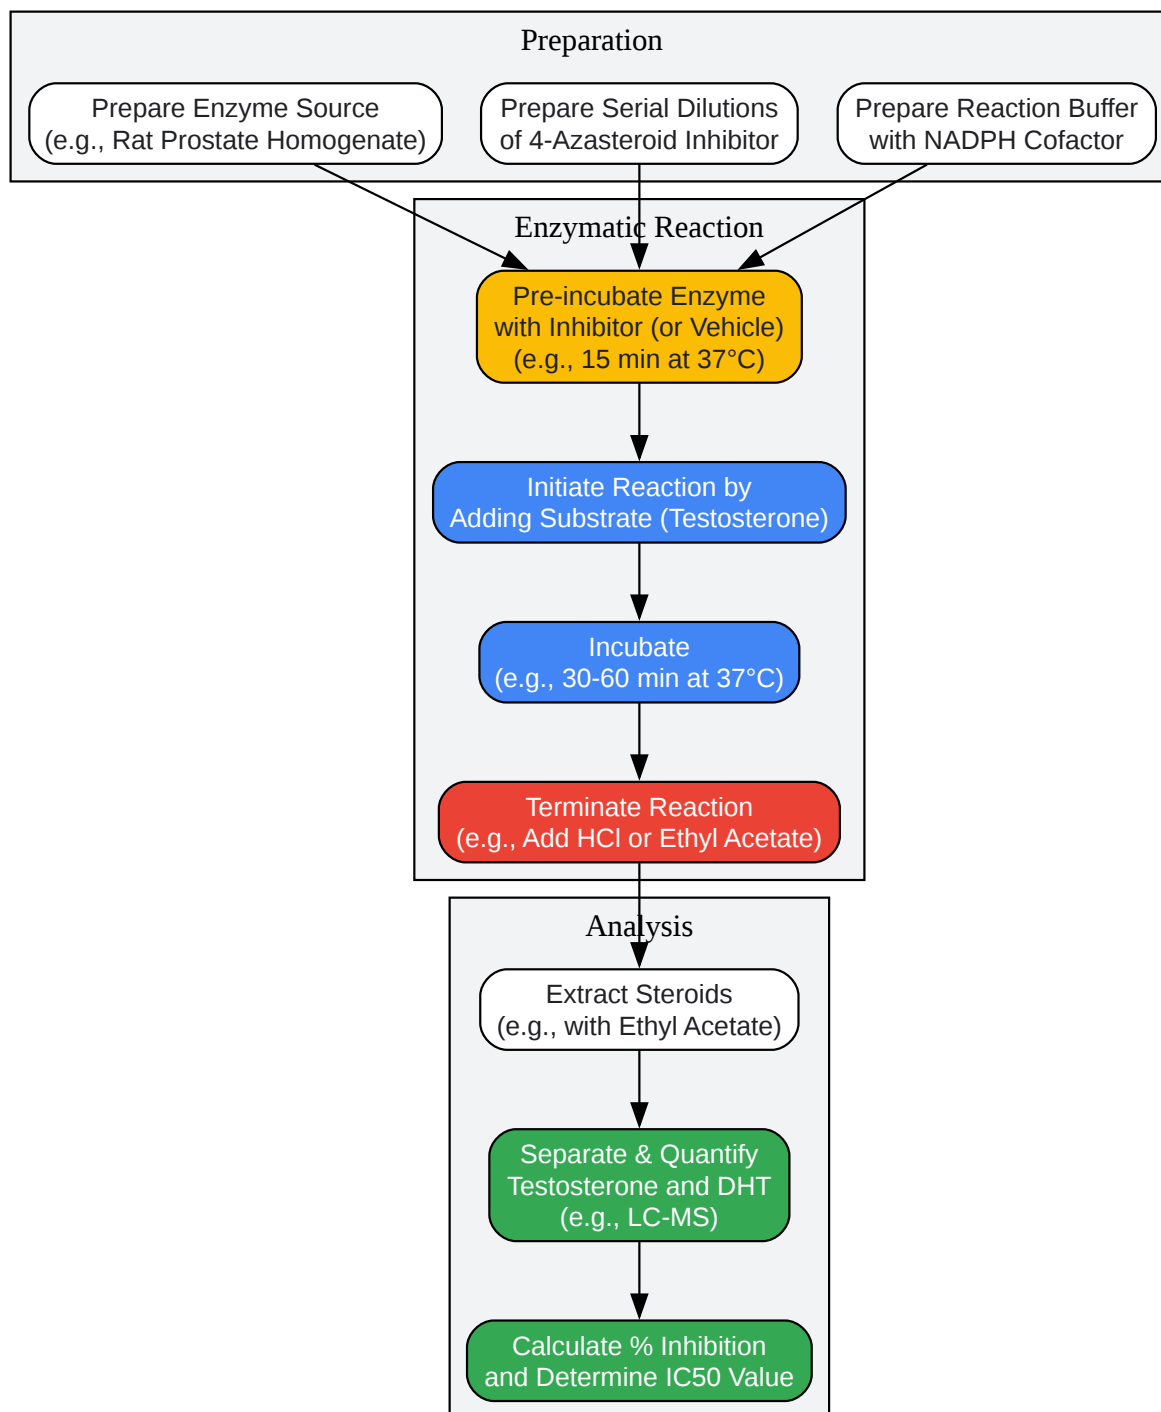 Preparation
Prepare Enzyme Source
(e.g., Rat Prostate Homogenate)
Prepare Serial Dilutions
of 4-Azasteroid Inhibitor
Prepare Reaction Buffer
with NADPH Cofactor
Enzymatic Reaction
Pre-incubate Enzyme
with Inhibitor (or Vehicle)
(e.g., 15 min at 37°C)
Initiate Reaction by
Adding Substrate (Testosterone)
Incubate
(e.g., 30-60 min at 37°C)
Terminate Reaction
(e.g., Add HCl or Ethyl Acetate)
Analysis
Extract Steroids
(e.g., with Ethyl Acetate)
Separate & Quantify
Testosterone and DHT
(e.g., LC-MS)
Calculate % Inhibition
and Determine IC50 Value